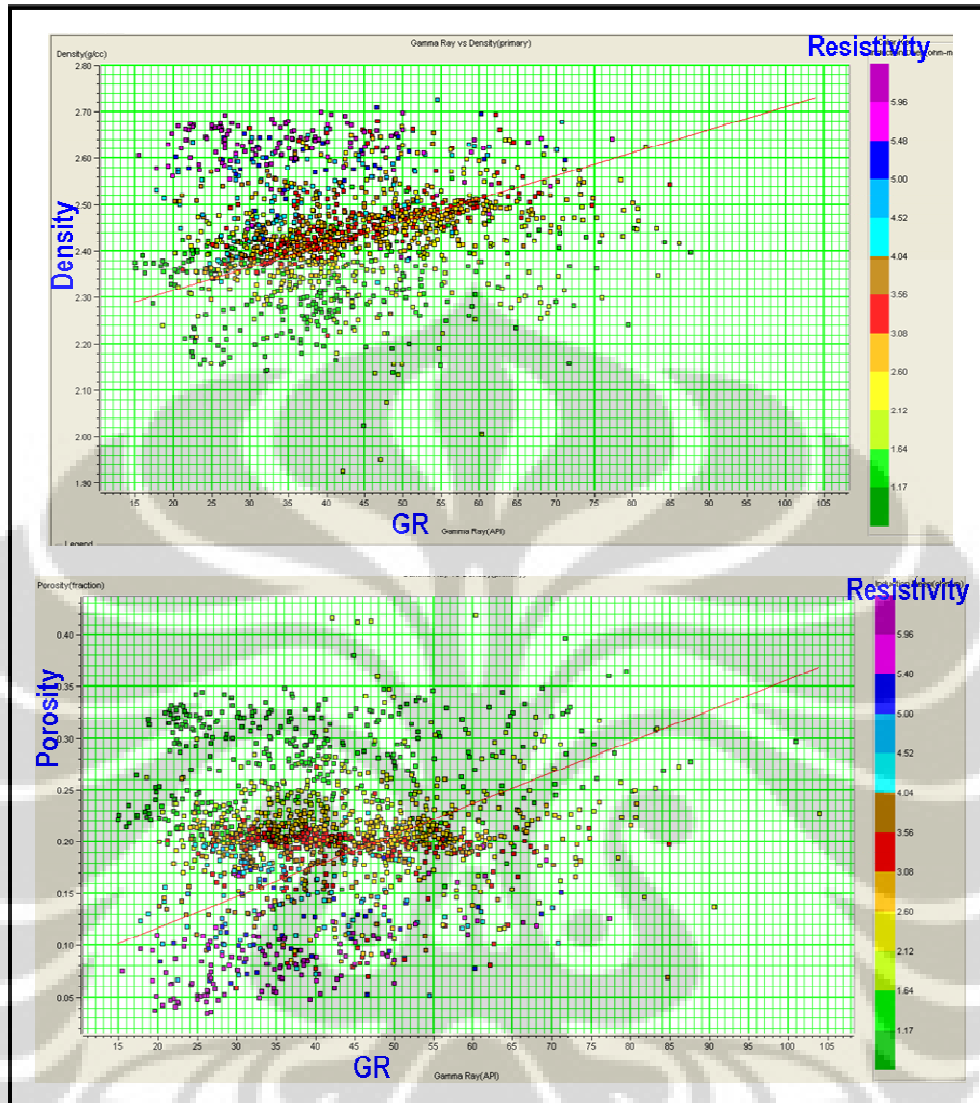 Gamma Ray vs Density(primary)
Density(g/cc)
Resistivity
2.80
2.70
2.60
2.50
2.40
2.30
2.20
2.10
2.00
1.90
Density
5.96
5.48
5.00
4.52
4.04
3.56
3.08
2.60
2.12
1.64
1.17
15 20 25 30 35 40 45 50 55 60 65 70 75 80 85 90 95 100 105
GR
Gamma Ray(API)
Legend
Porosity(fraction)
Resistivity
0.40
0.35
0.30
0.25
0.20
0.15
0.10
0.05
Porosity
5.96
5.40
5.00
4.52
4.04
3.56
3.08
2.60
2.12
1.64
1.17
15 20 25 30 35 40 45 50 55 60 65 70 75 80 85 90 95 100 105
GR
Gamma Ray(API)